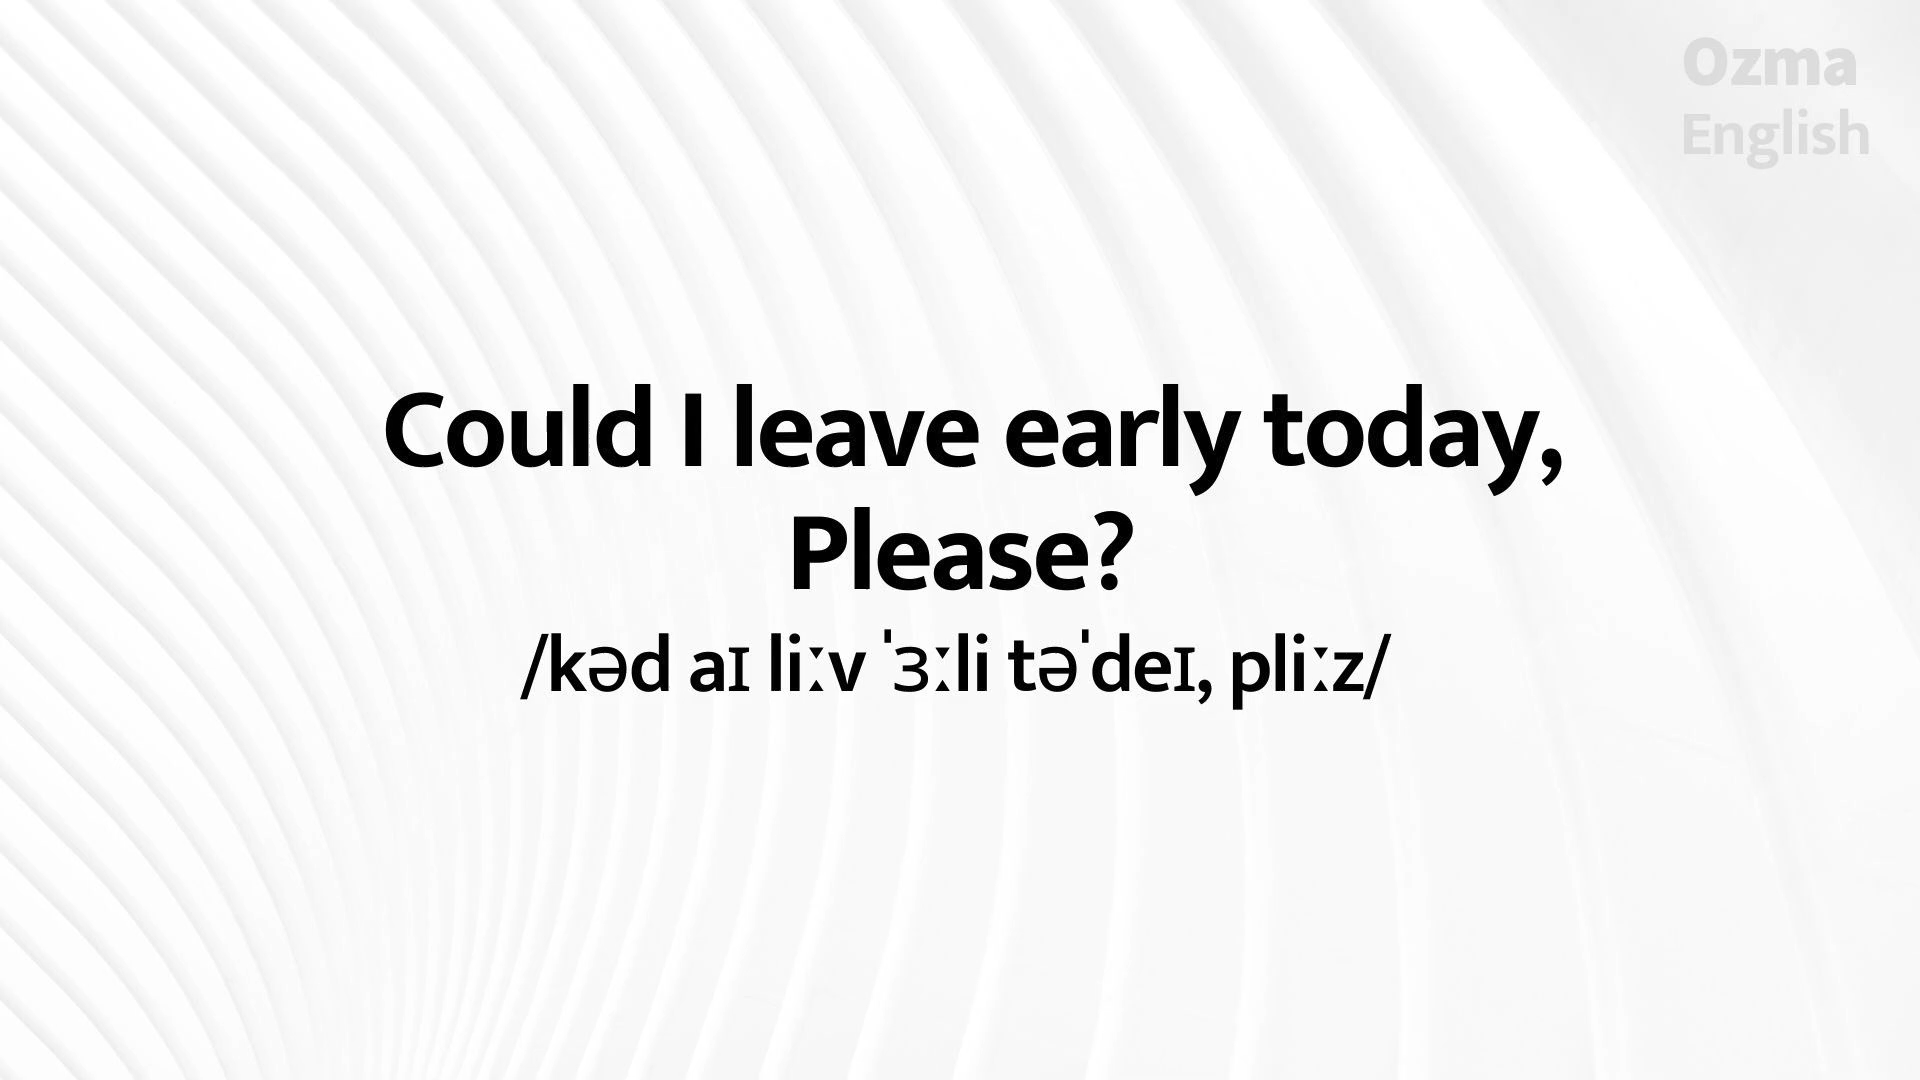 Ozma
English
Could I leave early today,
Please?
/kəd aɪ liːv ˈɜːli təˈdeɪ, pliːz/